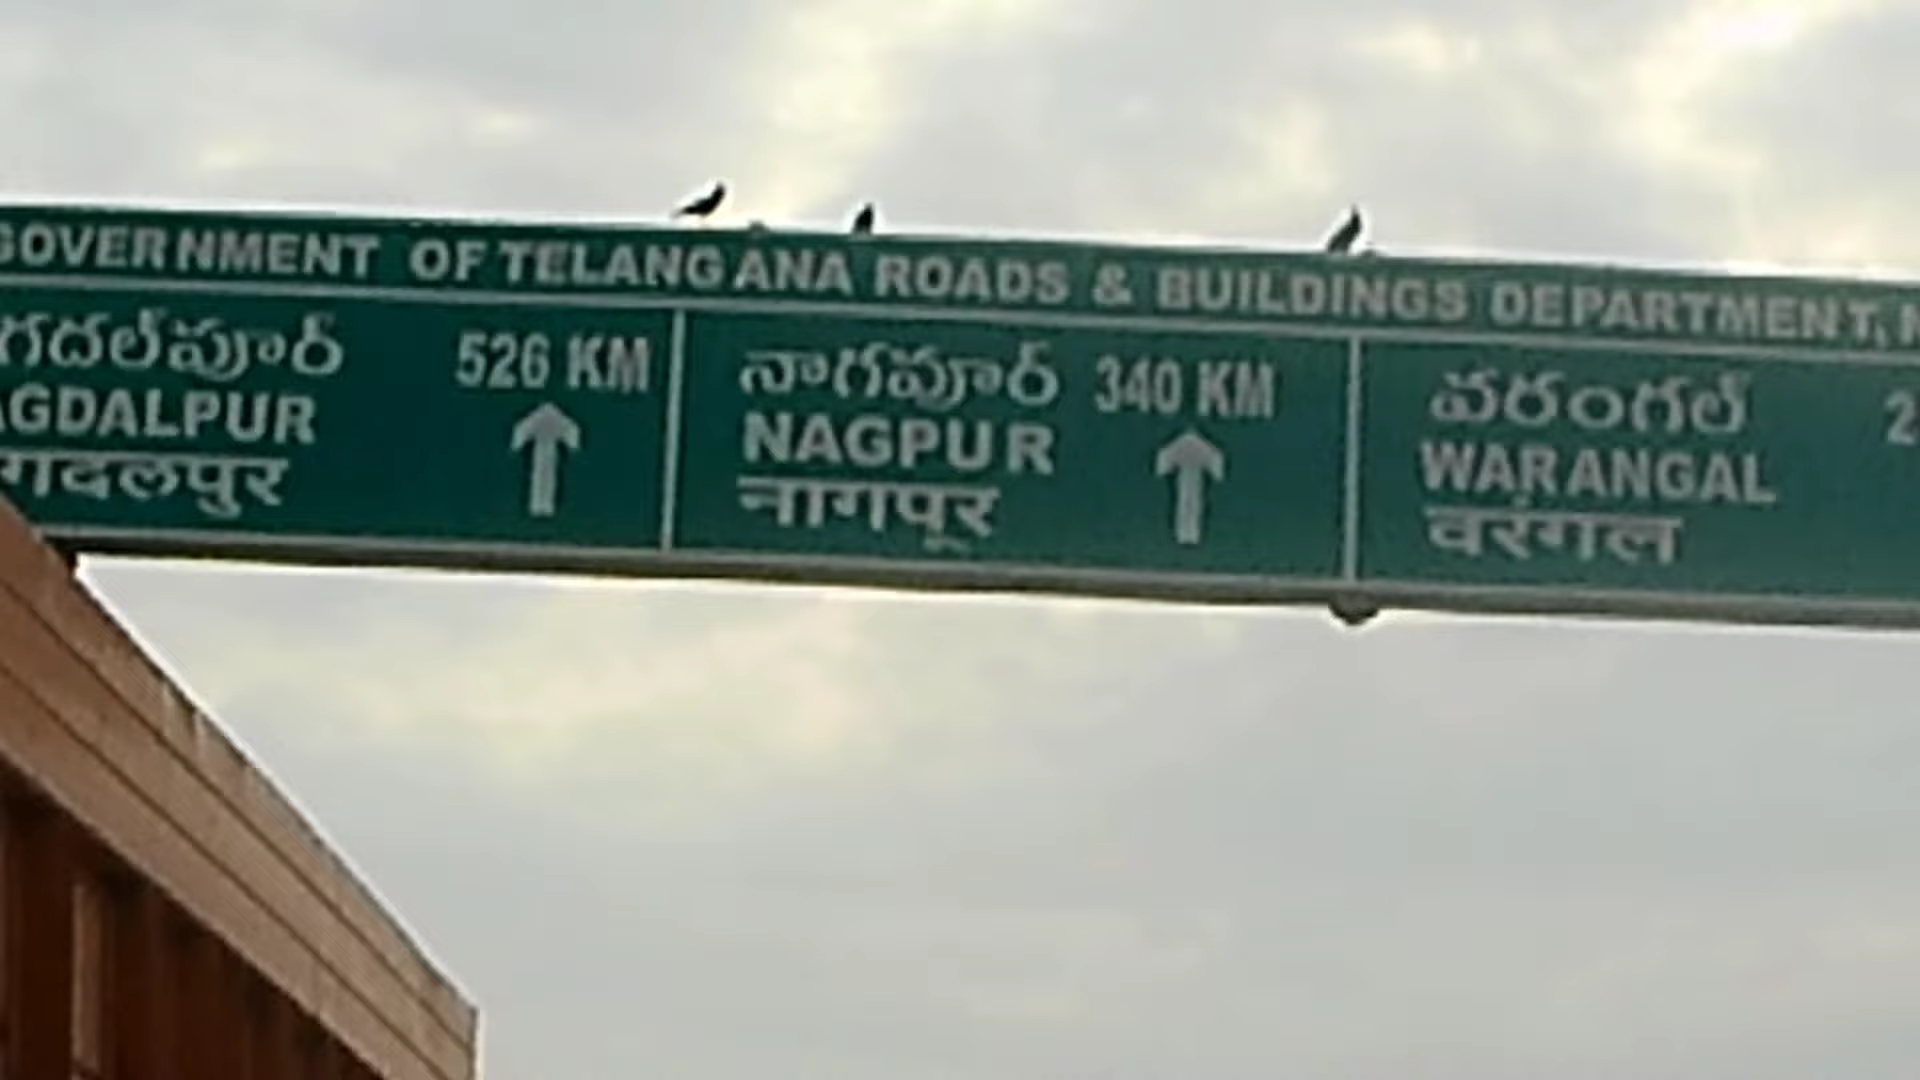 GOVERNMENT OF TELANGANA ROADS & BUILDINGS DEPARTMENT,
గదల్‌పూర్ 526 KM
AGDALPUR
गदलपुर
నాగపూర్ 340 KM
NAGPUR
नागपूर
వరంగల్
WARANGAL
वरंगल